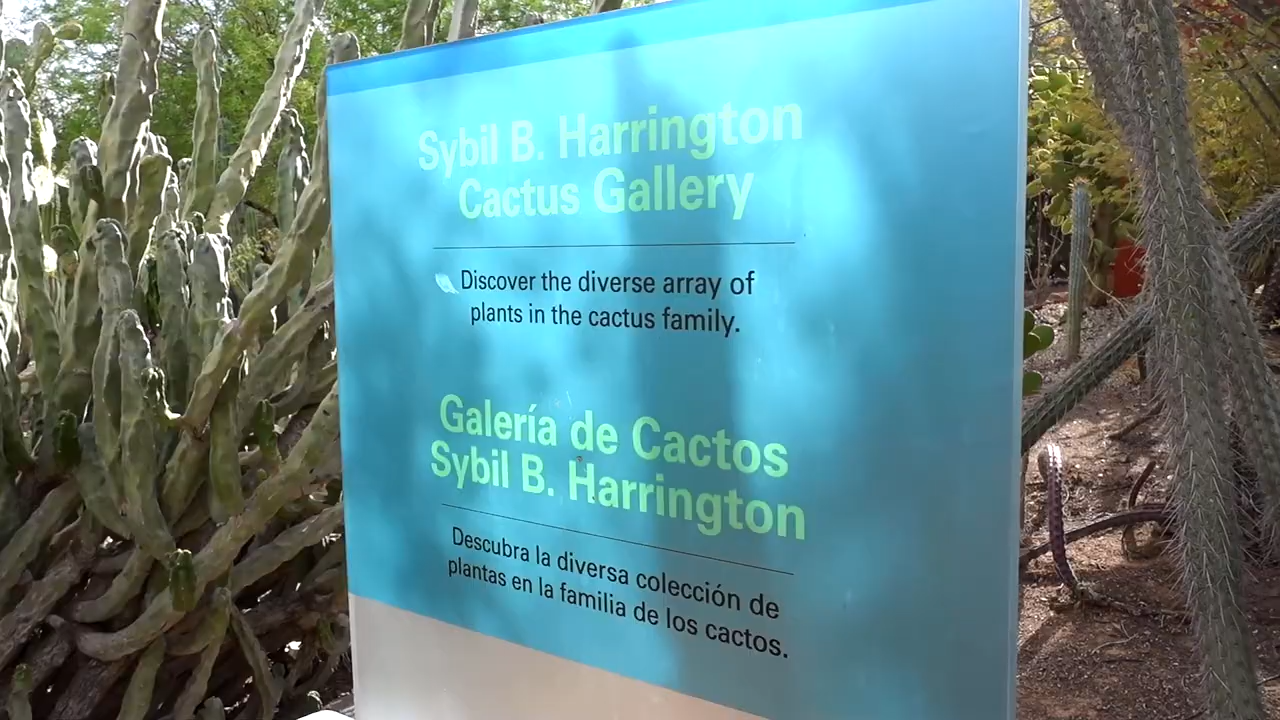 Sybil B. Harrington
Cactus Gallery
Discover the diverse array of
plants in the cactus family.
Galería de Cactos
Sybil B. Harrington
Descubra la diversa colección de
plantas en la familia de los cactos.